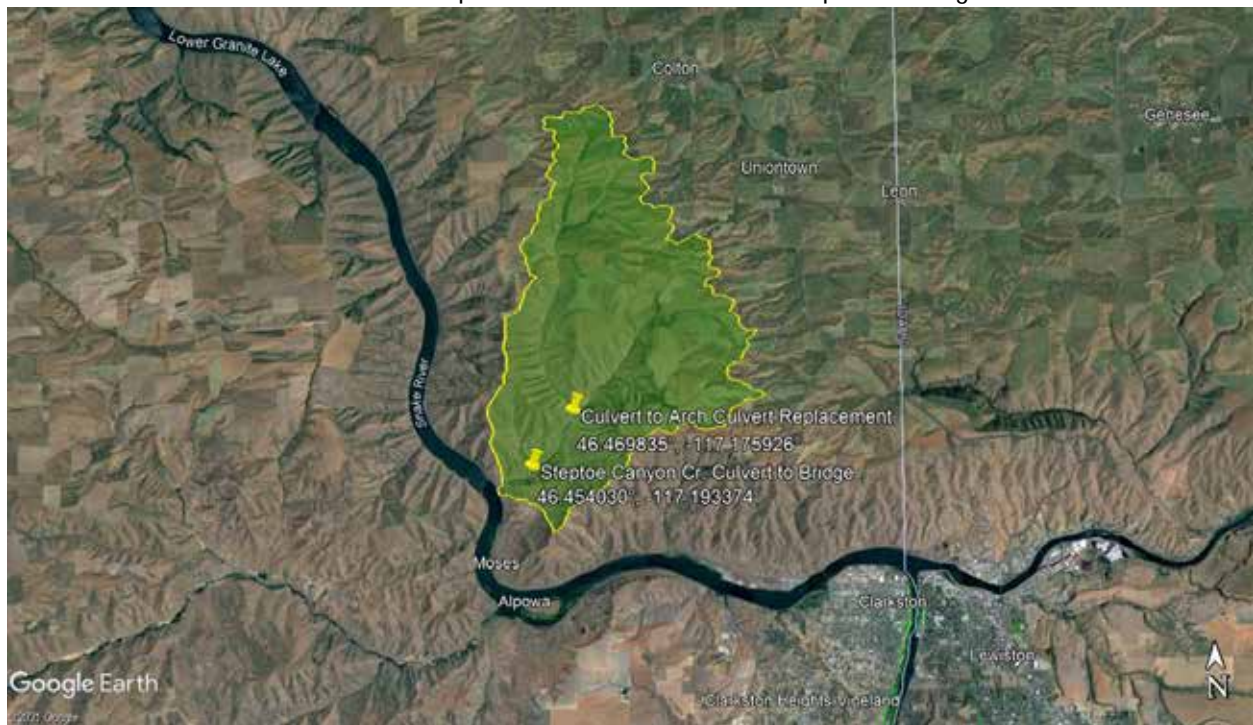 Lower Granite Lake
Colton
Genesee
Uniontown
Leon
Snake River
Culvert to Arch Culvert Replacement
46.469835°, -117.175926°
Steptoe Canyon Cr. Culvert to Bridge
46.454030°, -117.193374°
Moses
Alpowa
Clarkston
Lewiston
Clarkston Heights-Vineland
N
Google Earth